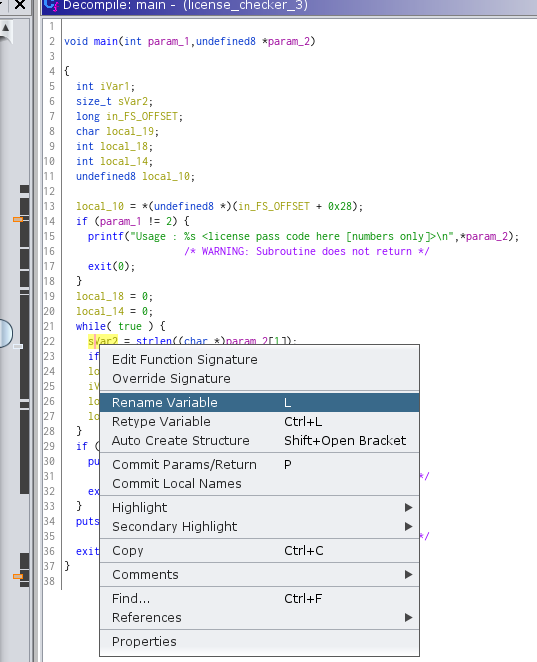 Decompile: main - (license_checker_3)
1
2 void main(int param_1,undefined8 *param_2)
3
4 {
5 int iVar1;
6 size_t sVar2;
7 long in_FS_OFFSET;
8 char local_19;
9 int local_18;
10 int local_14;
11 undefined8 local_10;
12
13 local_10 = *(undefined8 *)(in_FS_OFFSET + 0x28);
14 if (param_1 != 2) {
15 printf("Usage : %s <license pass code here [numbers only]>\n",*param_2);
16 /* WARNING: Subroutine does not return */
17 exit(0);
18 }
19 local_18 = 0;
20 local_14 = 0;
21 while( true ) {
22 sVar2 = strlen((char *)param_2[1]);
23 if
24 lo
25 iV
26 lo
27 lo
28 }
29 if (
30 pu
31 */
32 ex
33 }
34 puts
35 */
36 exit
37 }
38
Edit Function Signature
Override Signature
Rename Variable L
Retype Variable Ctrl+L
Auto Create Structure Shift+Open Bracket
Commit Params/Return P
Commit Local Names
Highlight
Secondary Highlight
Copy Ctrl+C
Comments
Find... Ctrl+F
References
Properties